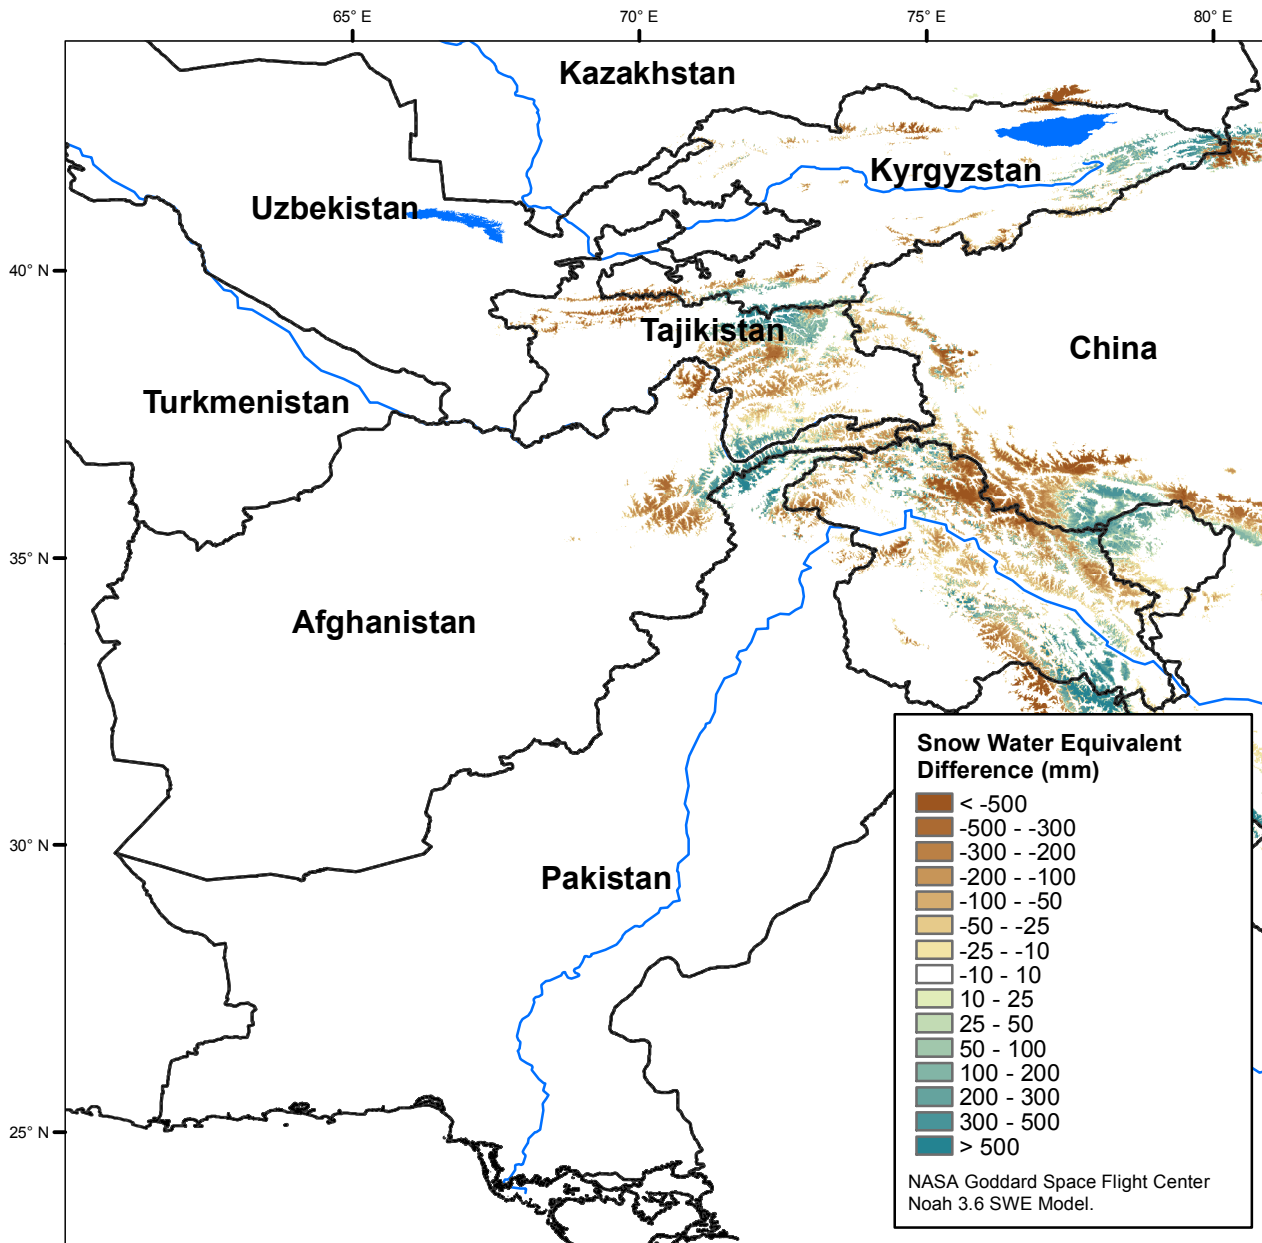 65° E
70° E
75° E
80° E
Kazakhstan
Kyrgyzstan
Uzbekistan
40° N
Tajikistan
China
Turkmenistan
35° N
Afghanistan
30° N
Pakistan
25° N
Snow Water Equivalent
Difference (mm)
< -500
-500 - -300
-300 - -200
-200 - -100
-100 - -50
-50 - -25
-25 - -10
-10 - 10
10 - 25
25 - 50
50 - 100
100 - 200
200 - 300
300 - 500
> 500
NASA Goddard Space Flight Center
Noah 3.6 SWE Model.